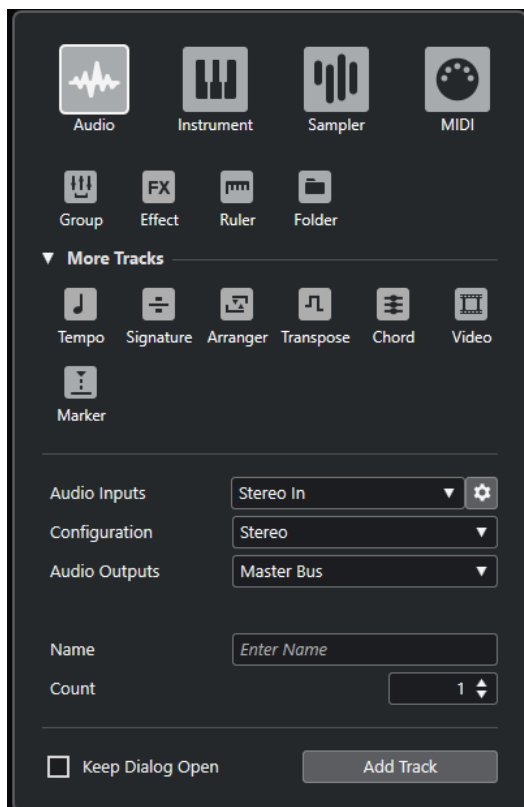 Audio Instrument Sampler MIDI
FX
Group Effect Ruler Folder
▼ More Tracks
Tempo Signature Arranger Transpose Chord Video
Marker
Audio Inputs Stereo In
Configuration Stereo
Audio Outputs Master Bus
Name Enter Name
Count 1
Keep Dialog Open Add Track